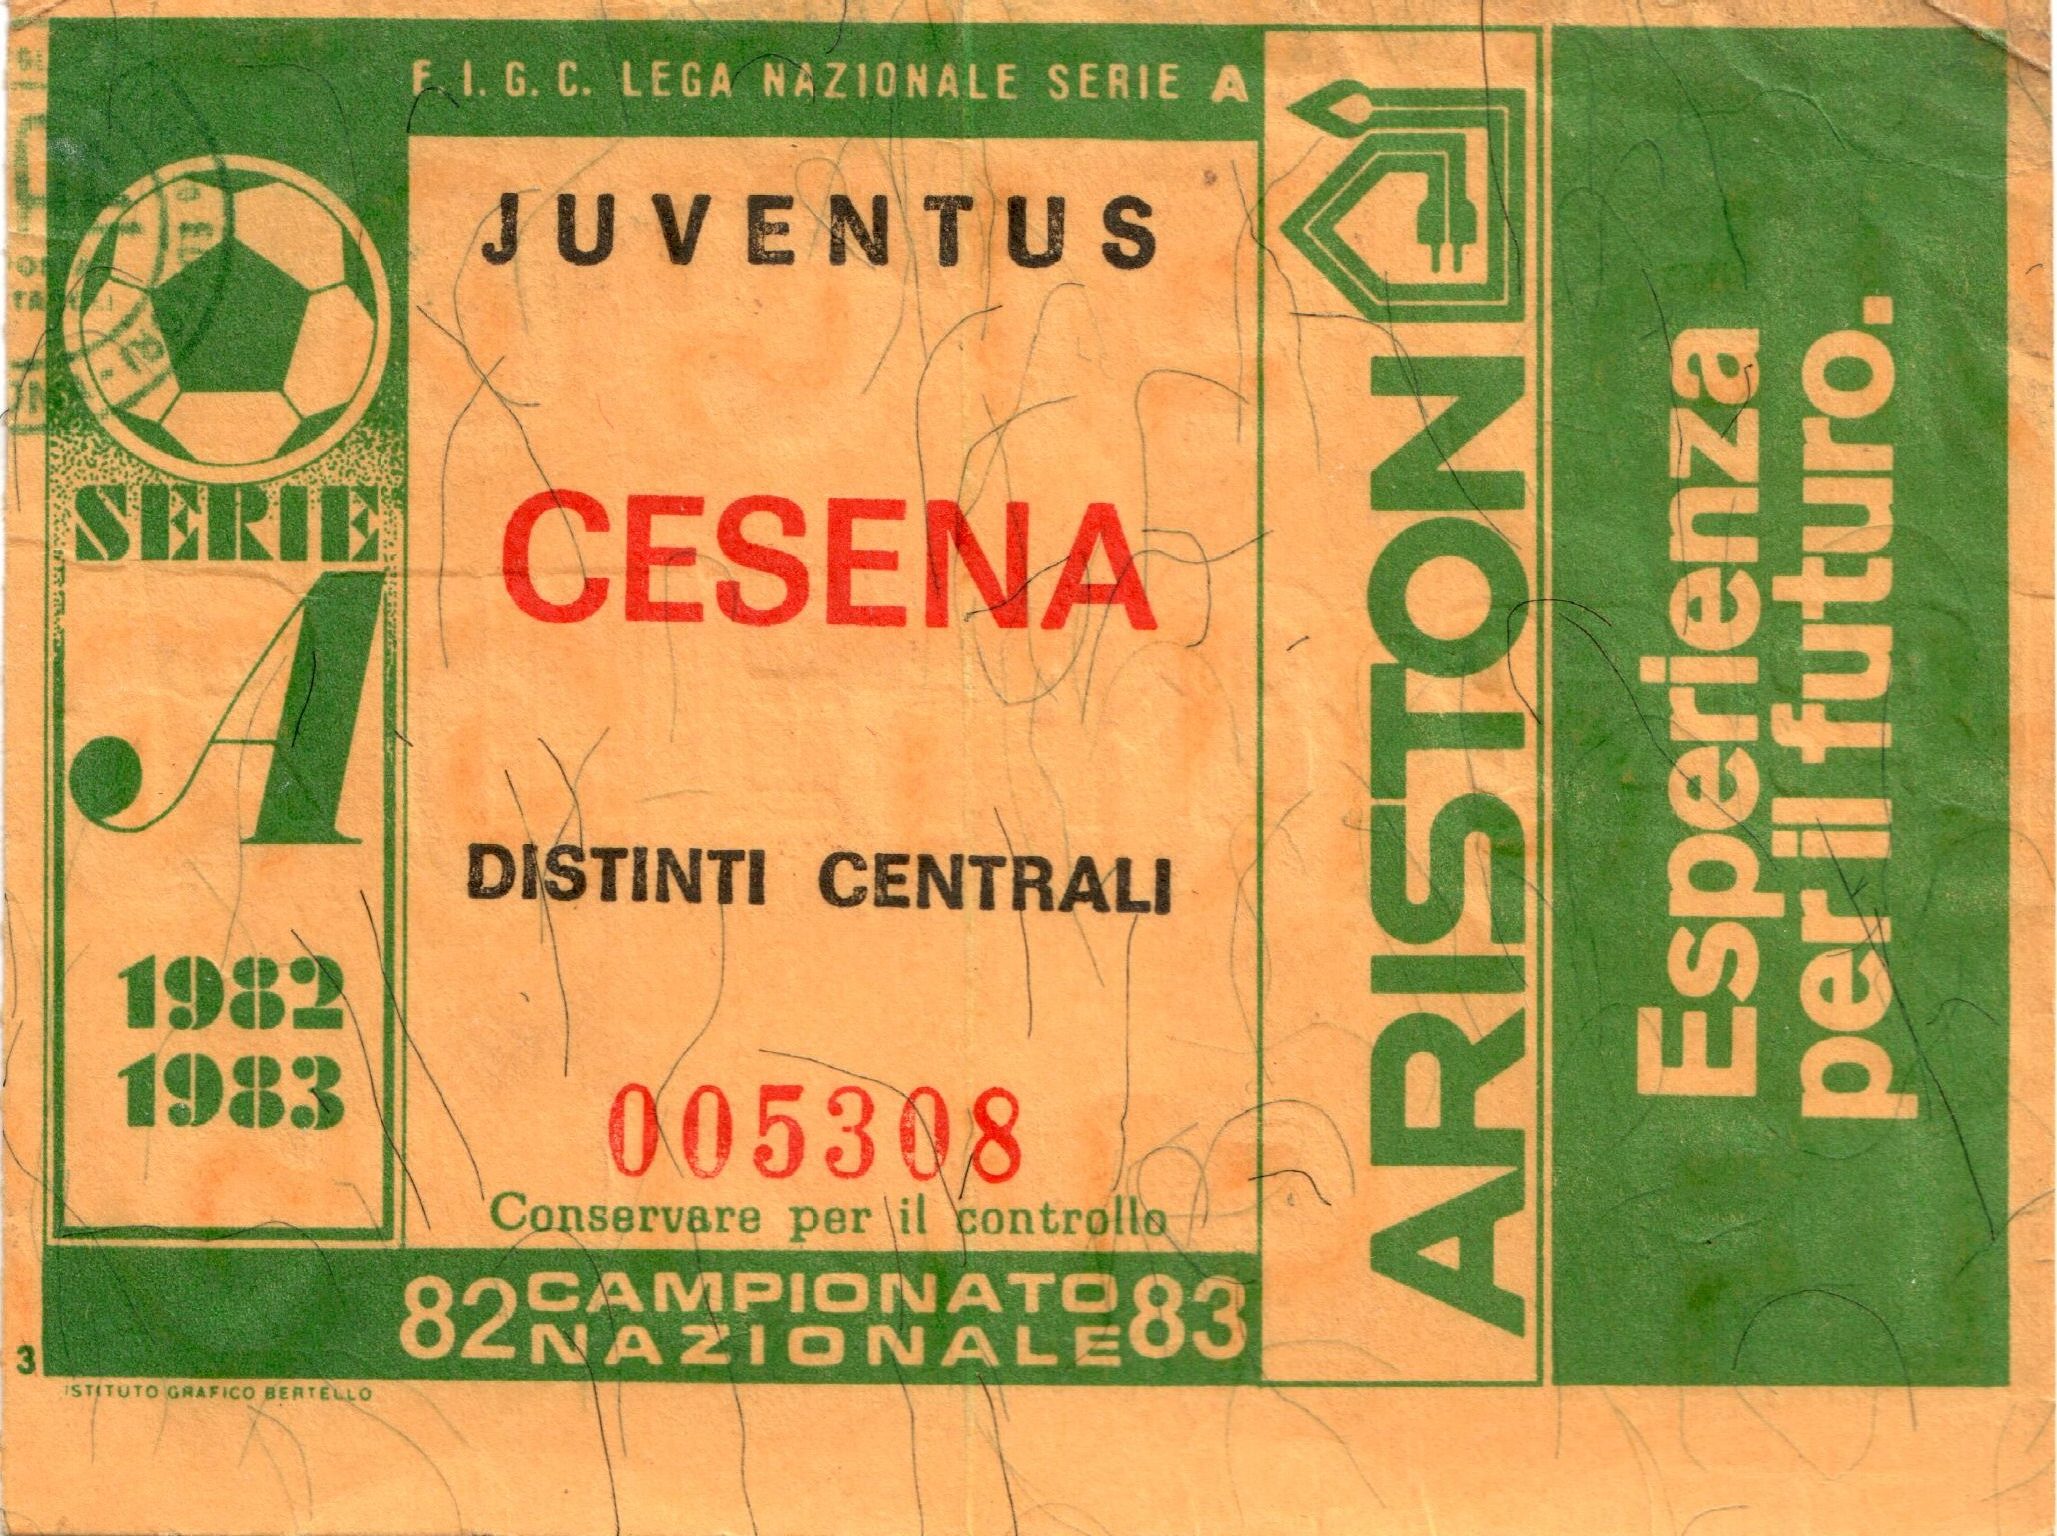 F. I. G. C. LEGA NAZIONALE SERIE A
JUVENTUS
CESENA
DISTINTI CENTRALI
005308
Conservare per il controllo
82 CAMPIONATO NAZIONALE 83
SERIE
A
1982
1983
3
ISTITUTO GRAFICO BERTELLO
ARISTON
Esperienza
per il futuro.